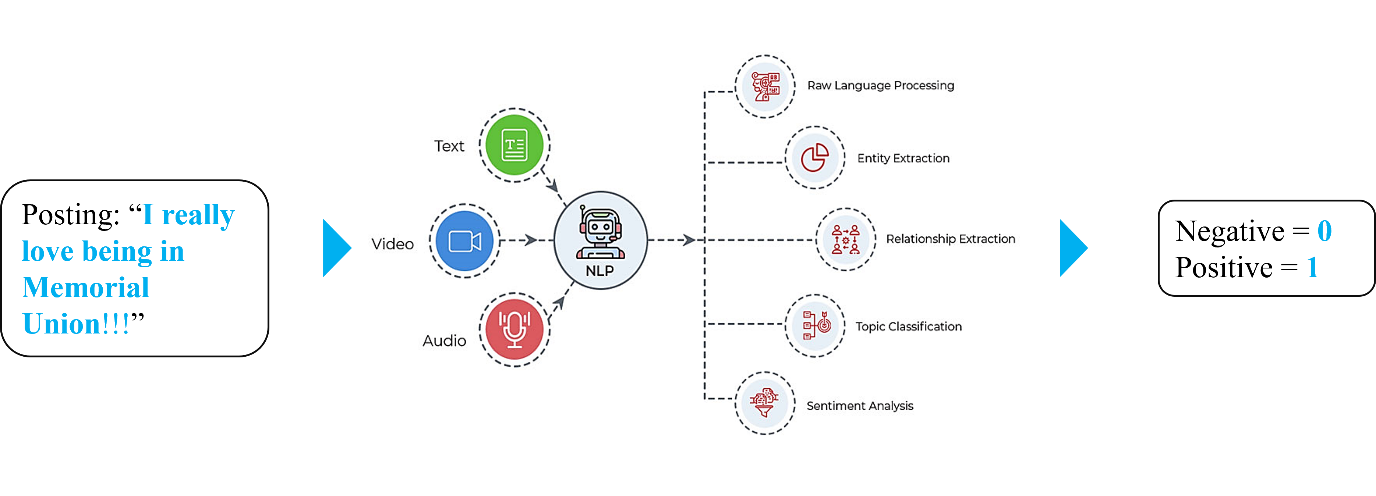 Posting: “I really
love being in
Memorial
Union!!!”
Text
Video
Audio
NLP
Raw Language Processing
Entity Extraction
Relationship Extraction
Topic Classification
Sentiment Analysis
Negative = 0
Positive = 1